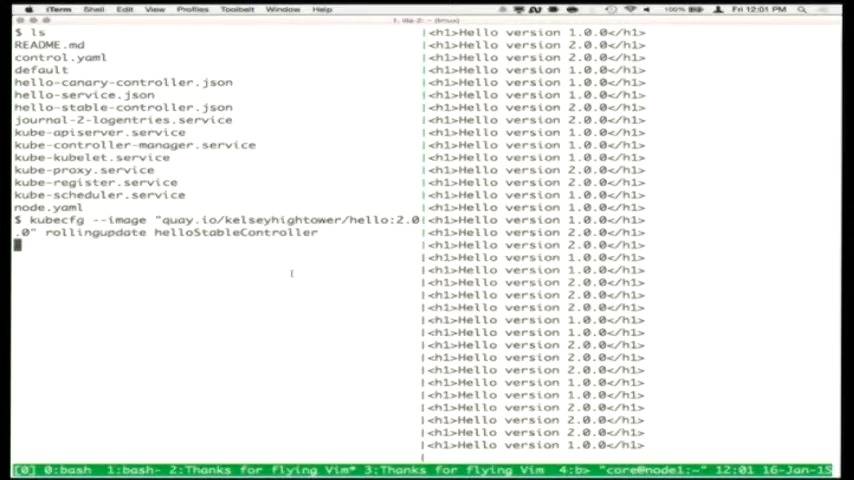 iTerm Shell Edit View Profiles Toolbelt Window Help 100% Fri 12:01 PM
$ ls
README.md
control.yaml
default
hello-canary-controller.json
hello-service.json
hello-stable-controller.json
journal-2-logentries.service
kube-apiserver.service
kube-controller-manager.service
kube-kubelet.service
kube-proxy.service
kube-register.service
kube-scheduler.service
node.yaml
$ kubecfg --image "quay.io/kelseyhightower/hello:2.0
.0" rollingupdate helloStableController
<h1>Hello version 1.0.0</h1>
<h1>Hello version 2.0.0</h1>
<h1>Hello version 2.0.0</h1>
<h1>Hello version 1.0.0</h1>
<h1>Hello version 1.0.0</h1>
<h1>Hello version 2.0.0</h1>
<h1>Hello version 2.0.0</h1>
<h1>Hello version 1.0.0</h1>
<h1>Hello version 2.0.0</h1>
<h1>Hello version 1.0.0</h1>
<h1>Hello version 1.0.0</h1>
<h1>Hello version 2.0.0</h1>
<h1>Hello version 1.0.0</h1>
<h1>Hello version 1.0.0</h1>
<h1>Hello version 2.0.0</h1>
<h1>Hello version 2.0.0</h1>
<h1>Hello version 2.0.0</h1>
<h1>Hello version 2.0.0</h1>
<h1>Hello version 1.0.0</h1>
<h1>Hello version 1.0.0</h1>
<h1>Hello version 2.0.0</h1>
<h1>Hello version 2.0.0</h1>
<h1>Hello version 1.0.0</h1>
<h1>Hello version 1.0.0</h1>
<h1>Hello version 1.0.0</h1>
<h1>Hello version 2.0.0</h1>
<h1>Hello version 2.0.0</h1>
<h1>Hello version 2.0.0</h1>
<h1>Hello version 1.0.0</h1>
<h1>Hello version 1.0.0</h1>
<h1>Hello version 2.0.0</h1>
<h1>Hello version 2.0.0</h1>
<h1>Hello version 2.0.0</h1>
<h1>Hello version 1.0.0</h1>
[0] 0:bash 1:bash- 2:Thanks for flying Vim* 3:Thanks for flying Vim 4:b> "core@node1:~" 12:01 16-Jan-15